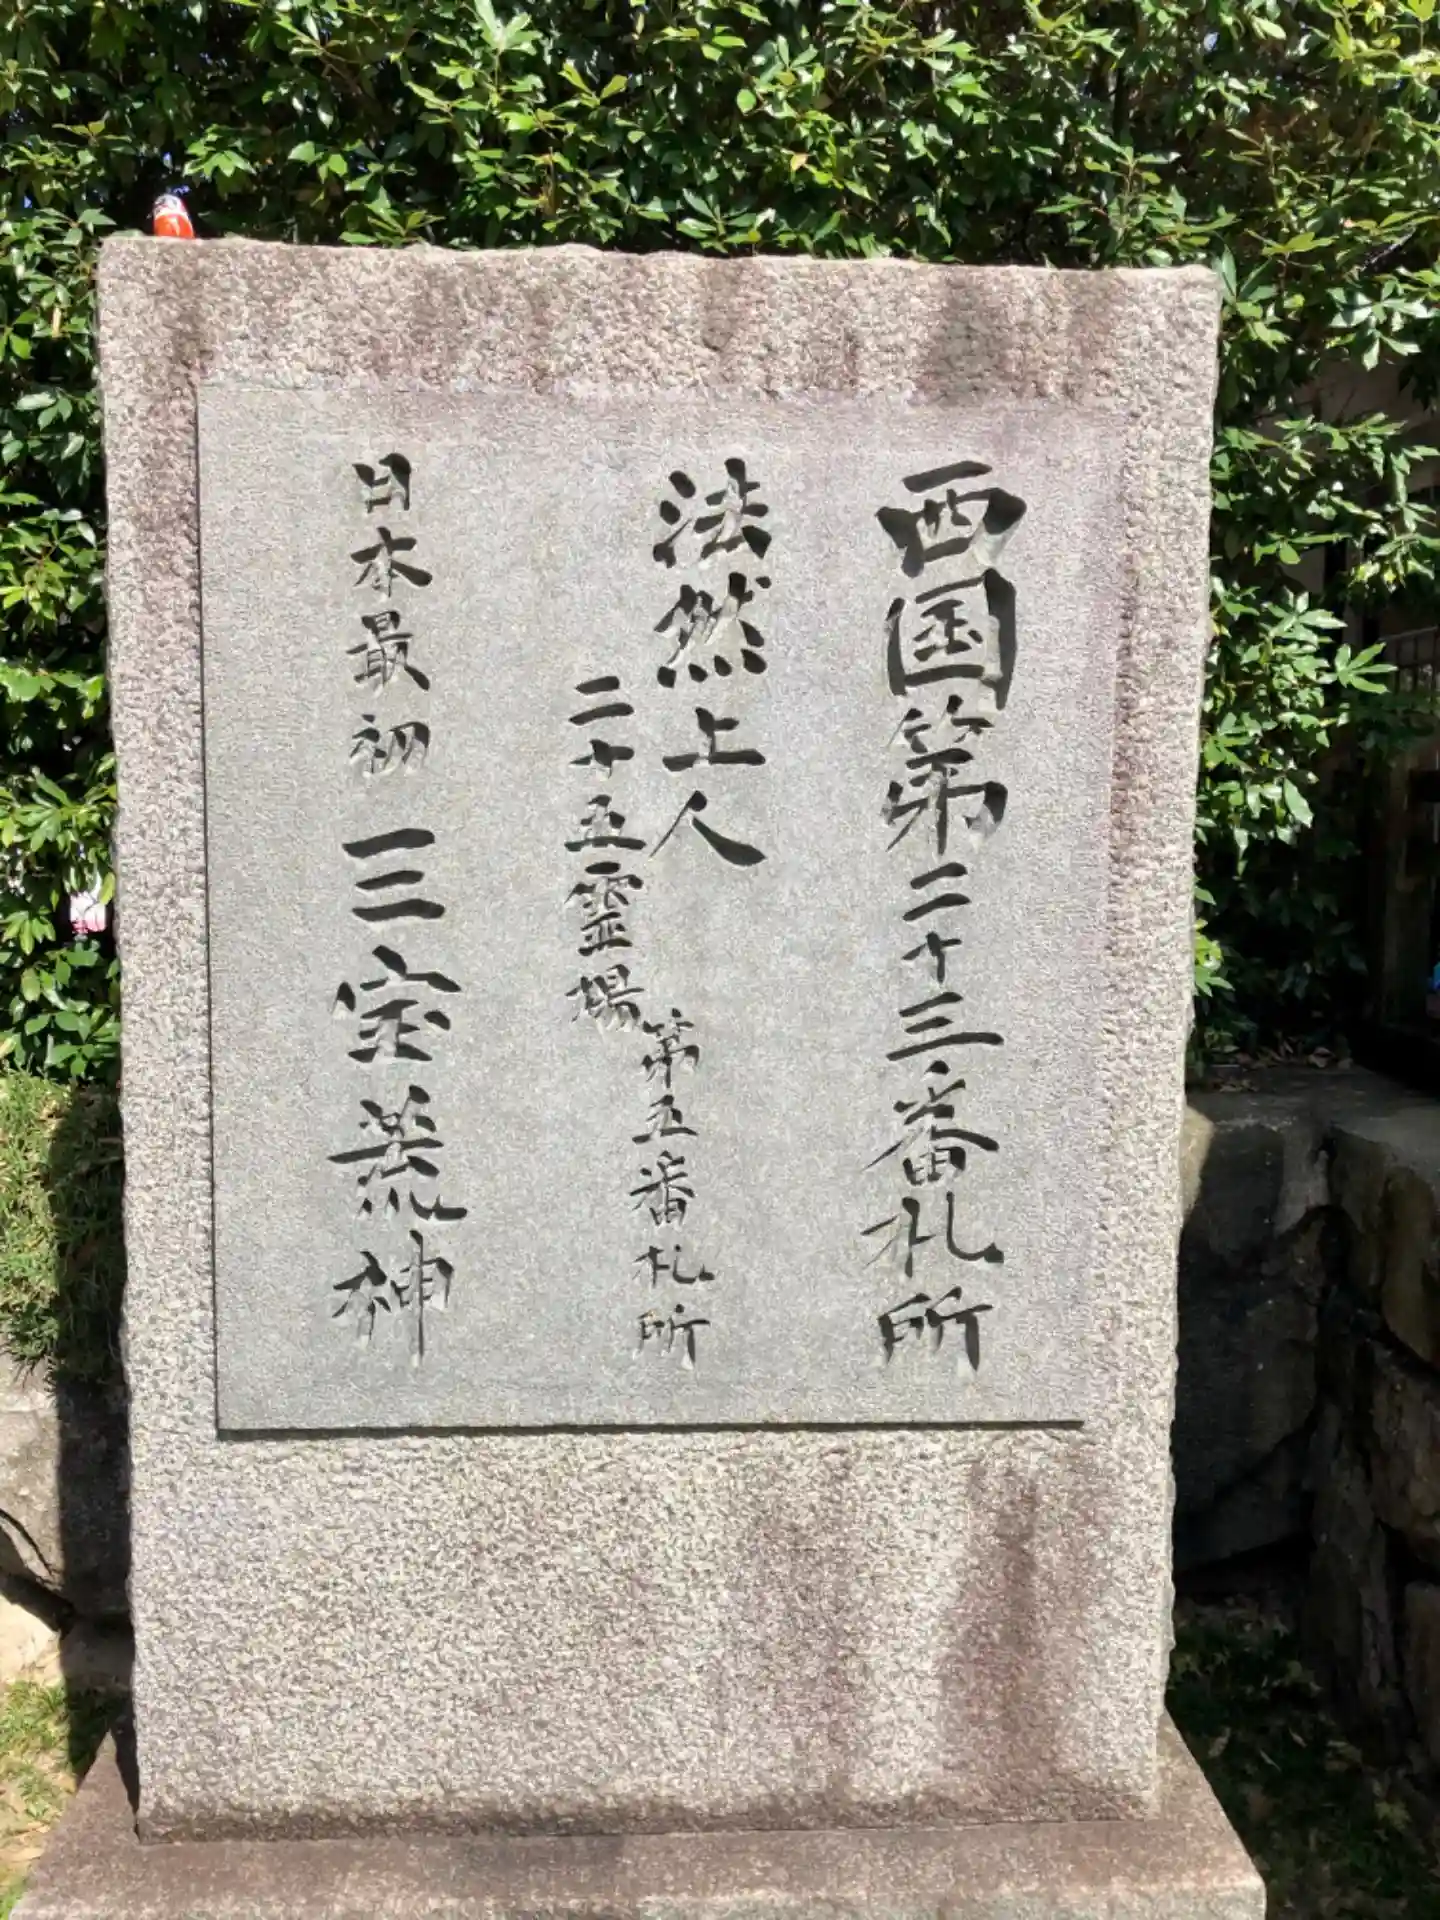 西国第二十三番札所
法然上人
二十五霊場
第五番札所
日本最初三宝荒神